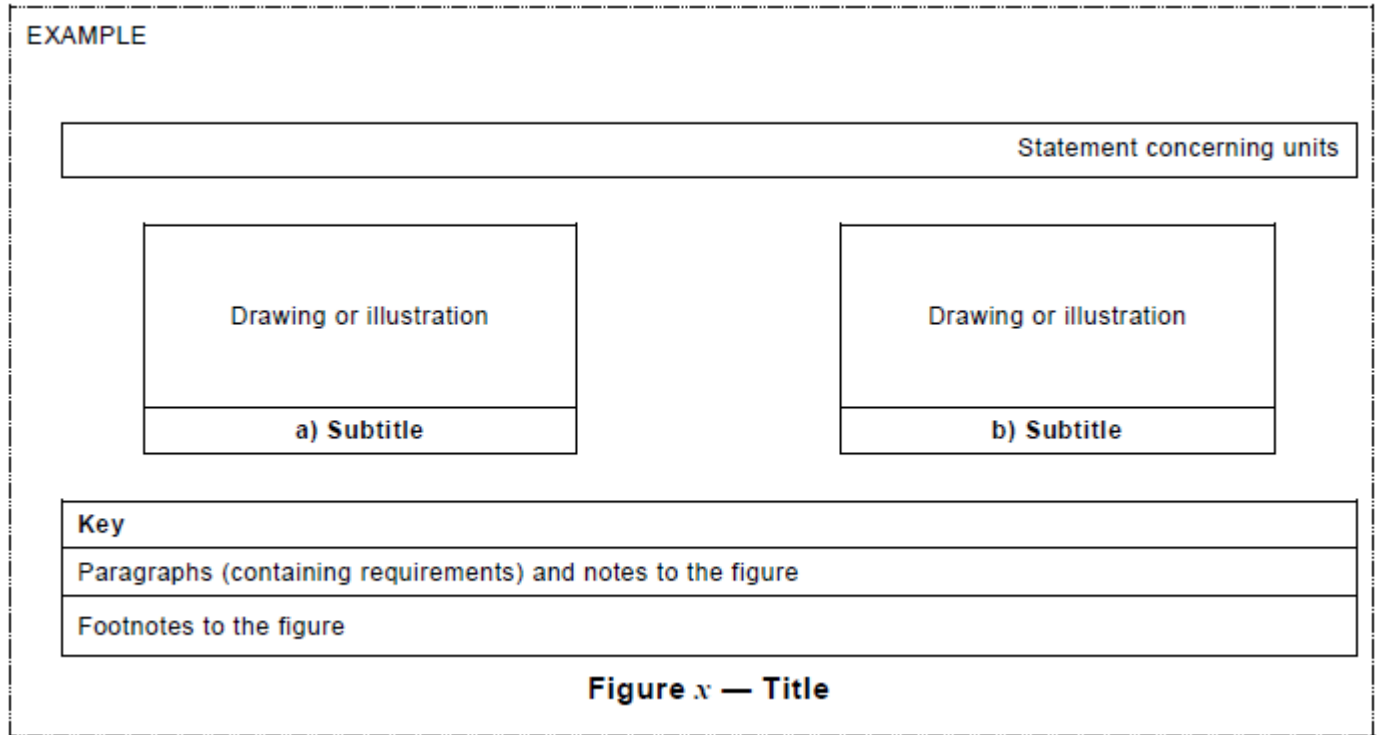 EXAMPLE
Statement concerning units
Drawing or illustration
Drawing or illustration
a) Subtitle
b) Subtitle
Key
Paragraphs (containing requirements) and notes to the figure
Footnotes to the figure
Figure x — Title